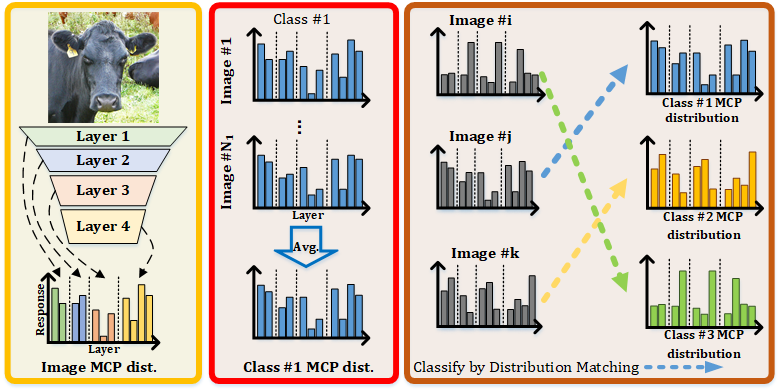 Layer 1
Layer 2
Layer 3
Layer 4
Response
Layer
Image MCP dist.
Class #1
Image #1
...
Image #N1
Layer
Avg.
Class #1 MCP dist.
Image #i
Image #j
Image #k
Class #1 MCP
distribution
Class #2 MCP
distribution
Class #3 MCP
distribution
Classify by Distribution Matching